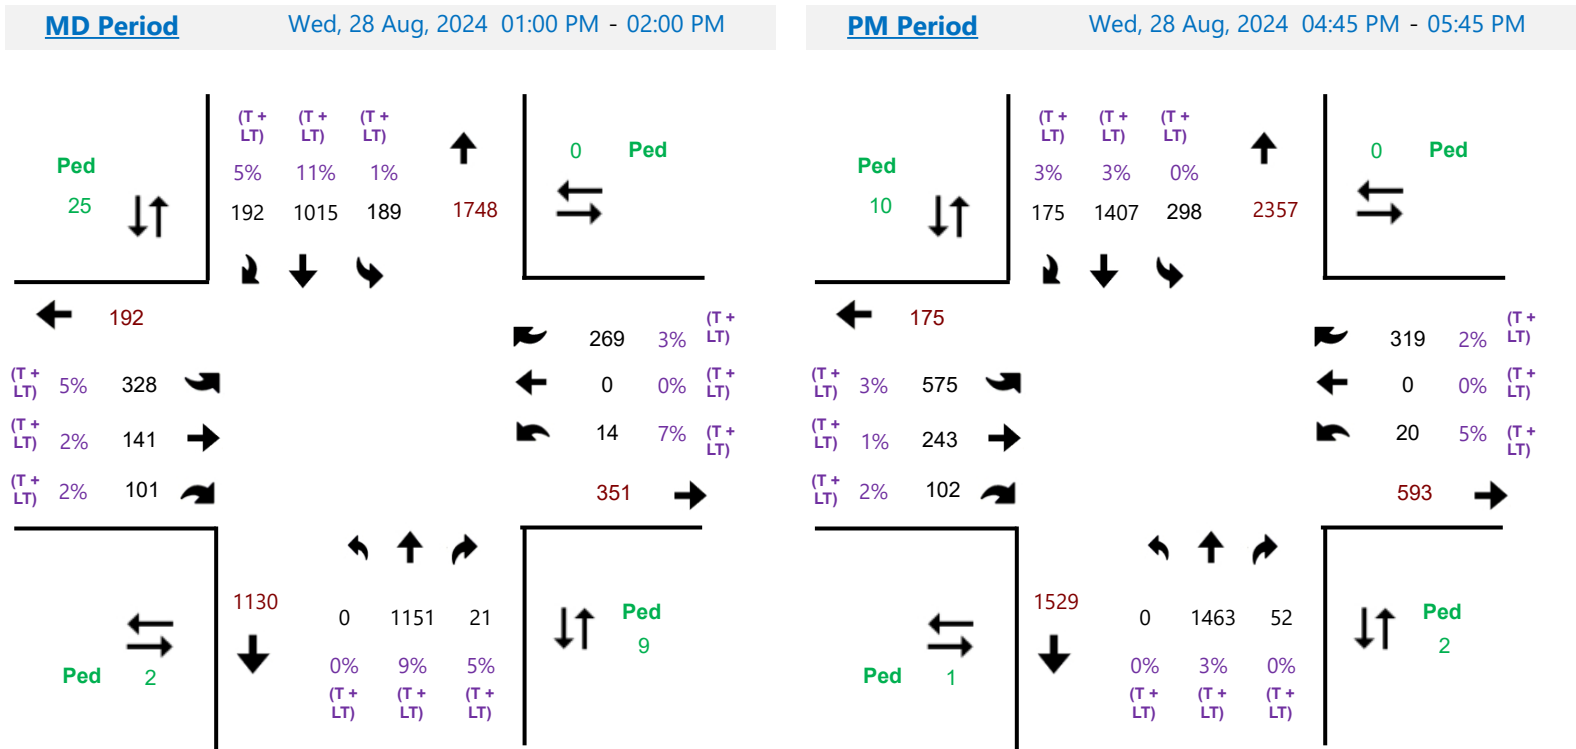 MD Period Wed, 28 Aug, 2024 01:00 PM - 02:00 PM
(T + LT) (T + LT) (T + LT)
Ped 5% 11% 1% 0 Ped
25 192 1015 189 1748
192
269 3% (T + LT)
(T + LT) 5% 328 0 0% (T + LT)
(T + LT) 2% 141 14 7% (T + LT)
(T + LT) 2% 101 351
1130 0 1151 21 Ped
9
Ped 2 0% 9% 5%
(T + LT) (T + LT) (T + LT)
PM Period Wed, 28 Aug, 2024 04:45 PM - 05:45 PM
(T + LT) (T + LT) (T + LT)
Ped 3% 3% 0% 0 Ped
10 175 1407 298 2357
175
319 2% (T + LT)
(T + LT) 3% 575 0 0% (T + LT)
(T + LT) 1% 243 20 5% (T + LT)
(T + LT) 2% 102 593
1529 0 1463 52 Ped
2
Ped 1 0% 3% 0%
(T + LT) (T + LT) (T + LT)